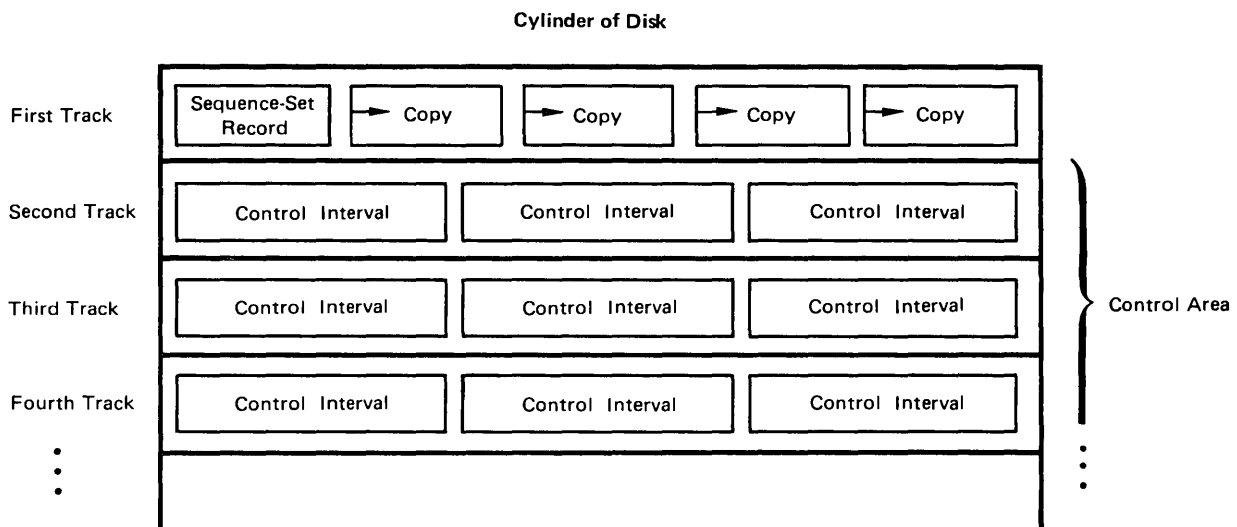 Cylinder of Disk
First Track
Sequence-Set
Record
Copy
Copy
Copy
Copy
Second Track
Control Interval
Control Interval
Control Interval
Third Track
Control Interval
Control Interval
Control Interval
Control Area
Fourth Track
Control Interval
Control Interval
Control Interval